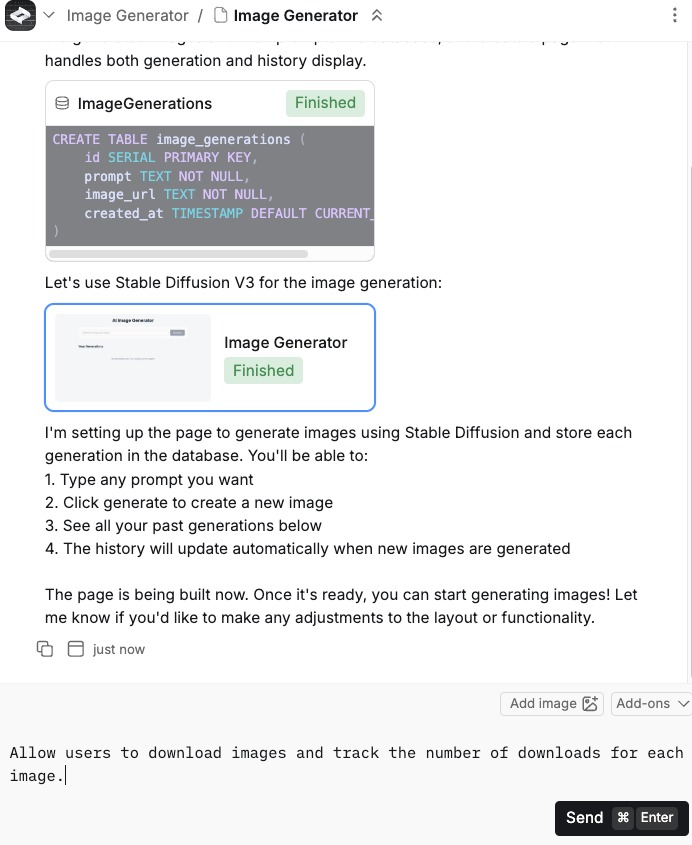 Image Generator / Image Generator
handles both generation and history display.
ImageGenerations Finished
CREATE TABLE image_generations (
id SERIAL PRIMARY KEY,
prompt TEXT NOT NULL,
image_url TEXT NOT NULL,
created_at TIMESTAMP DEFAULT CURRENT_
)
Let's use Stable Diffusion V3 for the image generation:
AI Image Generator
Your Generations
Image Generator
Finished
I'm setting up the page to generate images using Stable Diffusion and store each
generation in the database. You'll be able to:
1. Type any prompt you want
2. Click generate to create a new image
3. See all your past generations below
4. The history will update automatically when new images are generated
The page is being built now. Once it's ready, you can start generating images! Let
me know if you'd like to make any adjustments to the layout or functionality.
just now
Add image Add-ons
Allow users to download images and track the number of downloads for each
image.
Send ⌘ Enter